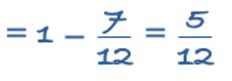 = 1 - 7/12 = 5/12